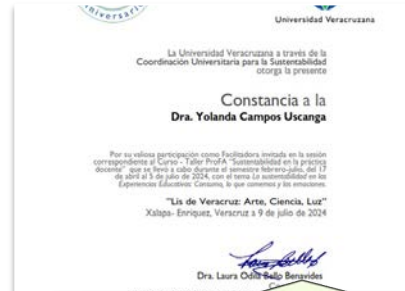 niversari
Universidad Veracruzana
La Universidad Veracruzana a través de la
Coordinación Universitaria para la Sustentabilidad
otorga la presente
Constancia a la
Dra. Yolanda Campos Uscanga
Por su valiosa participación como Facilitadora invitada en la sesión
correspondiente al Curso - Taller ProFA "Sustentabilidad en la práctica
docente" que se llevó a cabo durante el semestre febrero-julio, del 17
de abril al 5 de julio de 2024, con el tema La sustentabilidad en las
Experiencias Educativas: Consumo, lo que comemos y las emociones.
"Lis de Veracruz: Arte, Ciencia, Luz"
Xalapa- Enríquez, Veracruz a 9 de julio de 2024
Dra. Laura Odila Bello Benavides